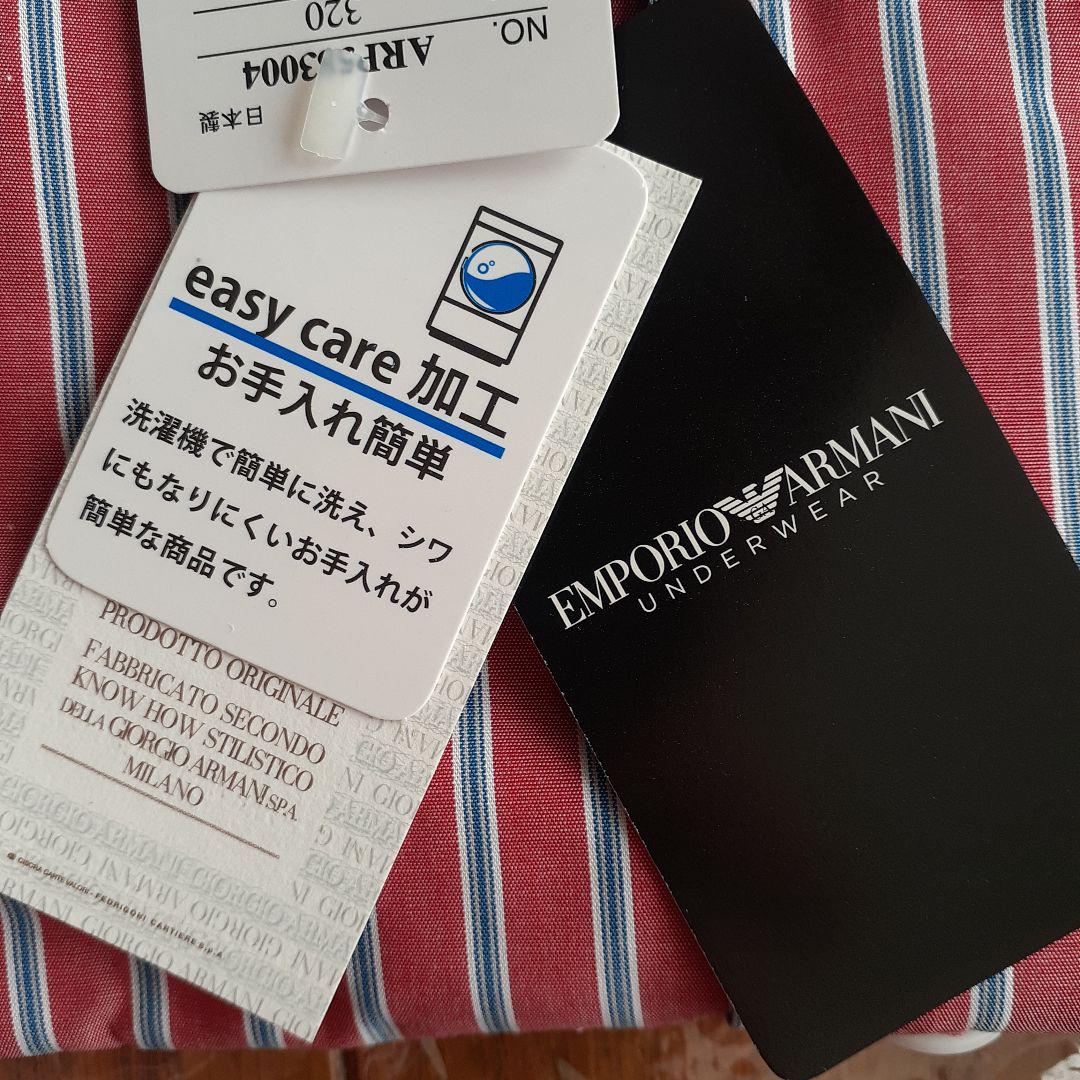 NO.
320
日本製
easy care 加工
お手入れ簡単
洗濯機で簡単に洗え、シワ
にもなりにくいお手入れが
簡単な商品です。
PRODOTTO ORIGINALE
FABBRICATO SECONDO
KNOW HOW STILISTICO
DELLA GIORGIO ARMANI S.P.A.
MILANO
FEDRIGONI CARTIERE S.P.A.
EMPORIO ARMANI
UNDERWEAR